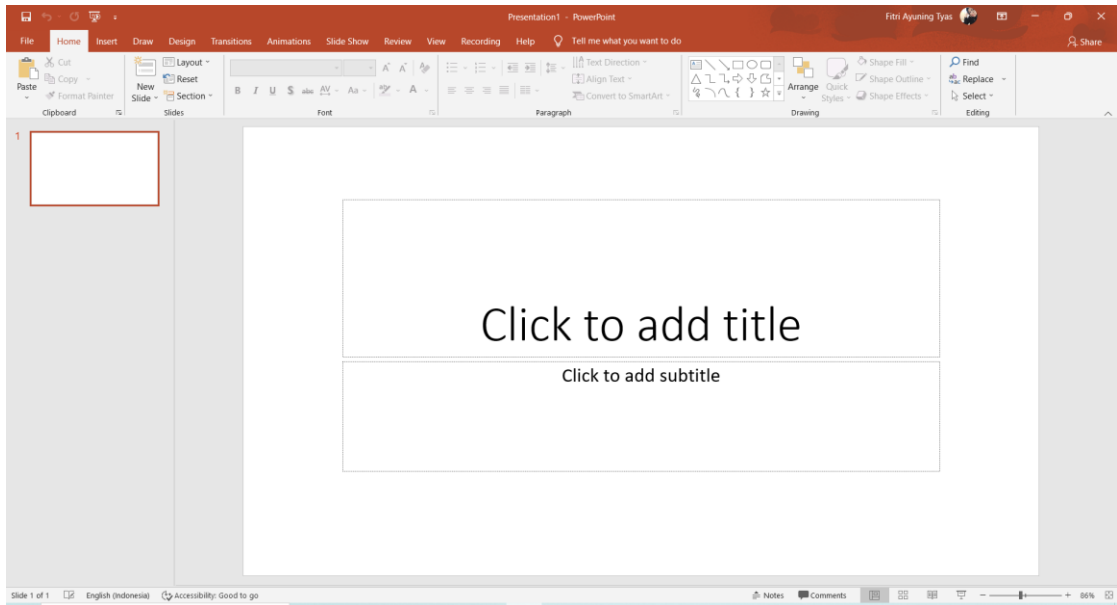 Presentation1 - PowerPoint
Fitri Ayuning Tyas
File Home Insert Draw Design Transitions Animations Slide Show Review View Recording Help Tell me what you want to do
Share
Paste
Cut
Copy
Format Painter
Clipboard
New Slide
Layout
Reset
Section
Slides
B I U S abc AV Aa A
A A
Font
Text Direction
Align Text
Convert to SmartArt
Paragraph
Arrange
Quick Styles
Shape Fill
Shape Outline
Shape Effects
Drawing
Find
Replace
Select
Editing
1
Click to add title
Click to add subtitle
Slide 1 of 1 English (Indonesia) Accessibility: Good to go
Notes Comments 86%